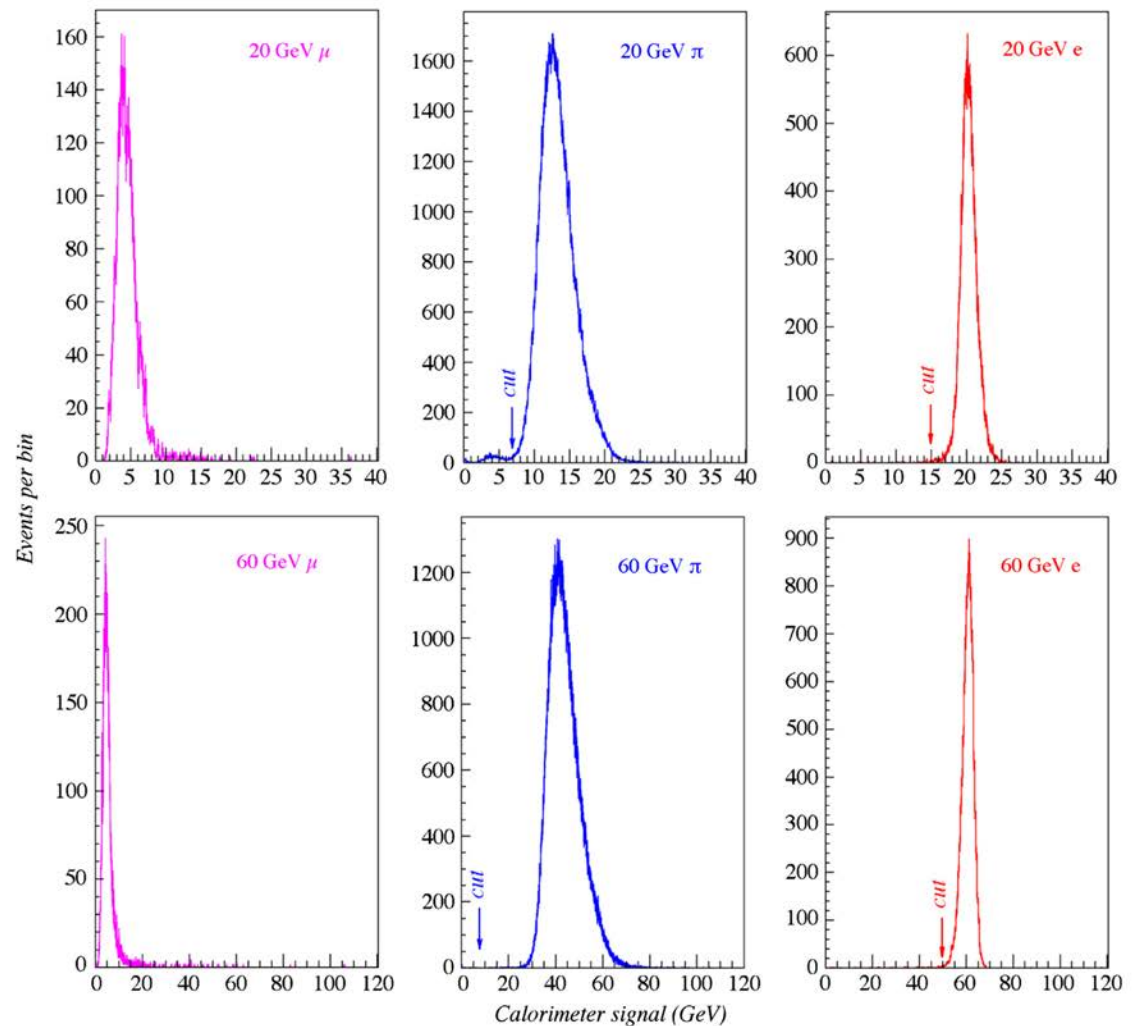 20 GeV μ
160
140
120
100
80
60
40
20
0
0 5 10 15 20 25 30 35 40
20 GeV π
1600
1400
1200
1000
800
600
400
200
0
cut
0 5 10 15 20 25 30 35 40
20 GeV e
600
500
400
300
200
100
0
cut
0 5 10 15 20 25 30 35 40
Events per bin
60 GeV μ
250
200
150
100
50
0
0 20 40 60 80 100 120
60 GeV π
1200
1000
800
600
400
200
0
cut
0 20 40 60 80 100 120
60 GeV e
900
800
700
600
500
400
300
200
100
0
cut
0 20 40 60 80 100 120
Calorimeter signal (GeV)